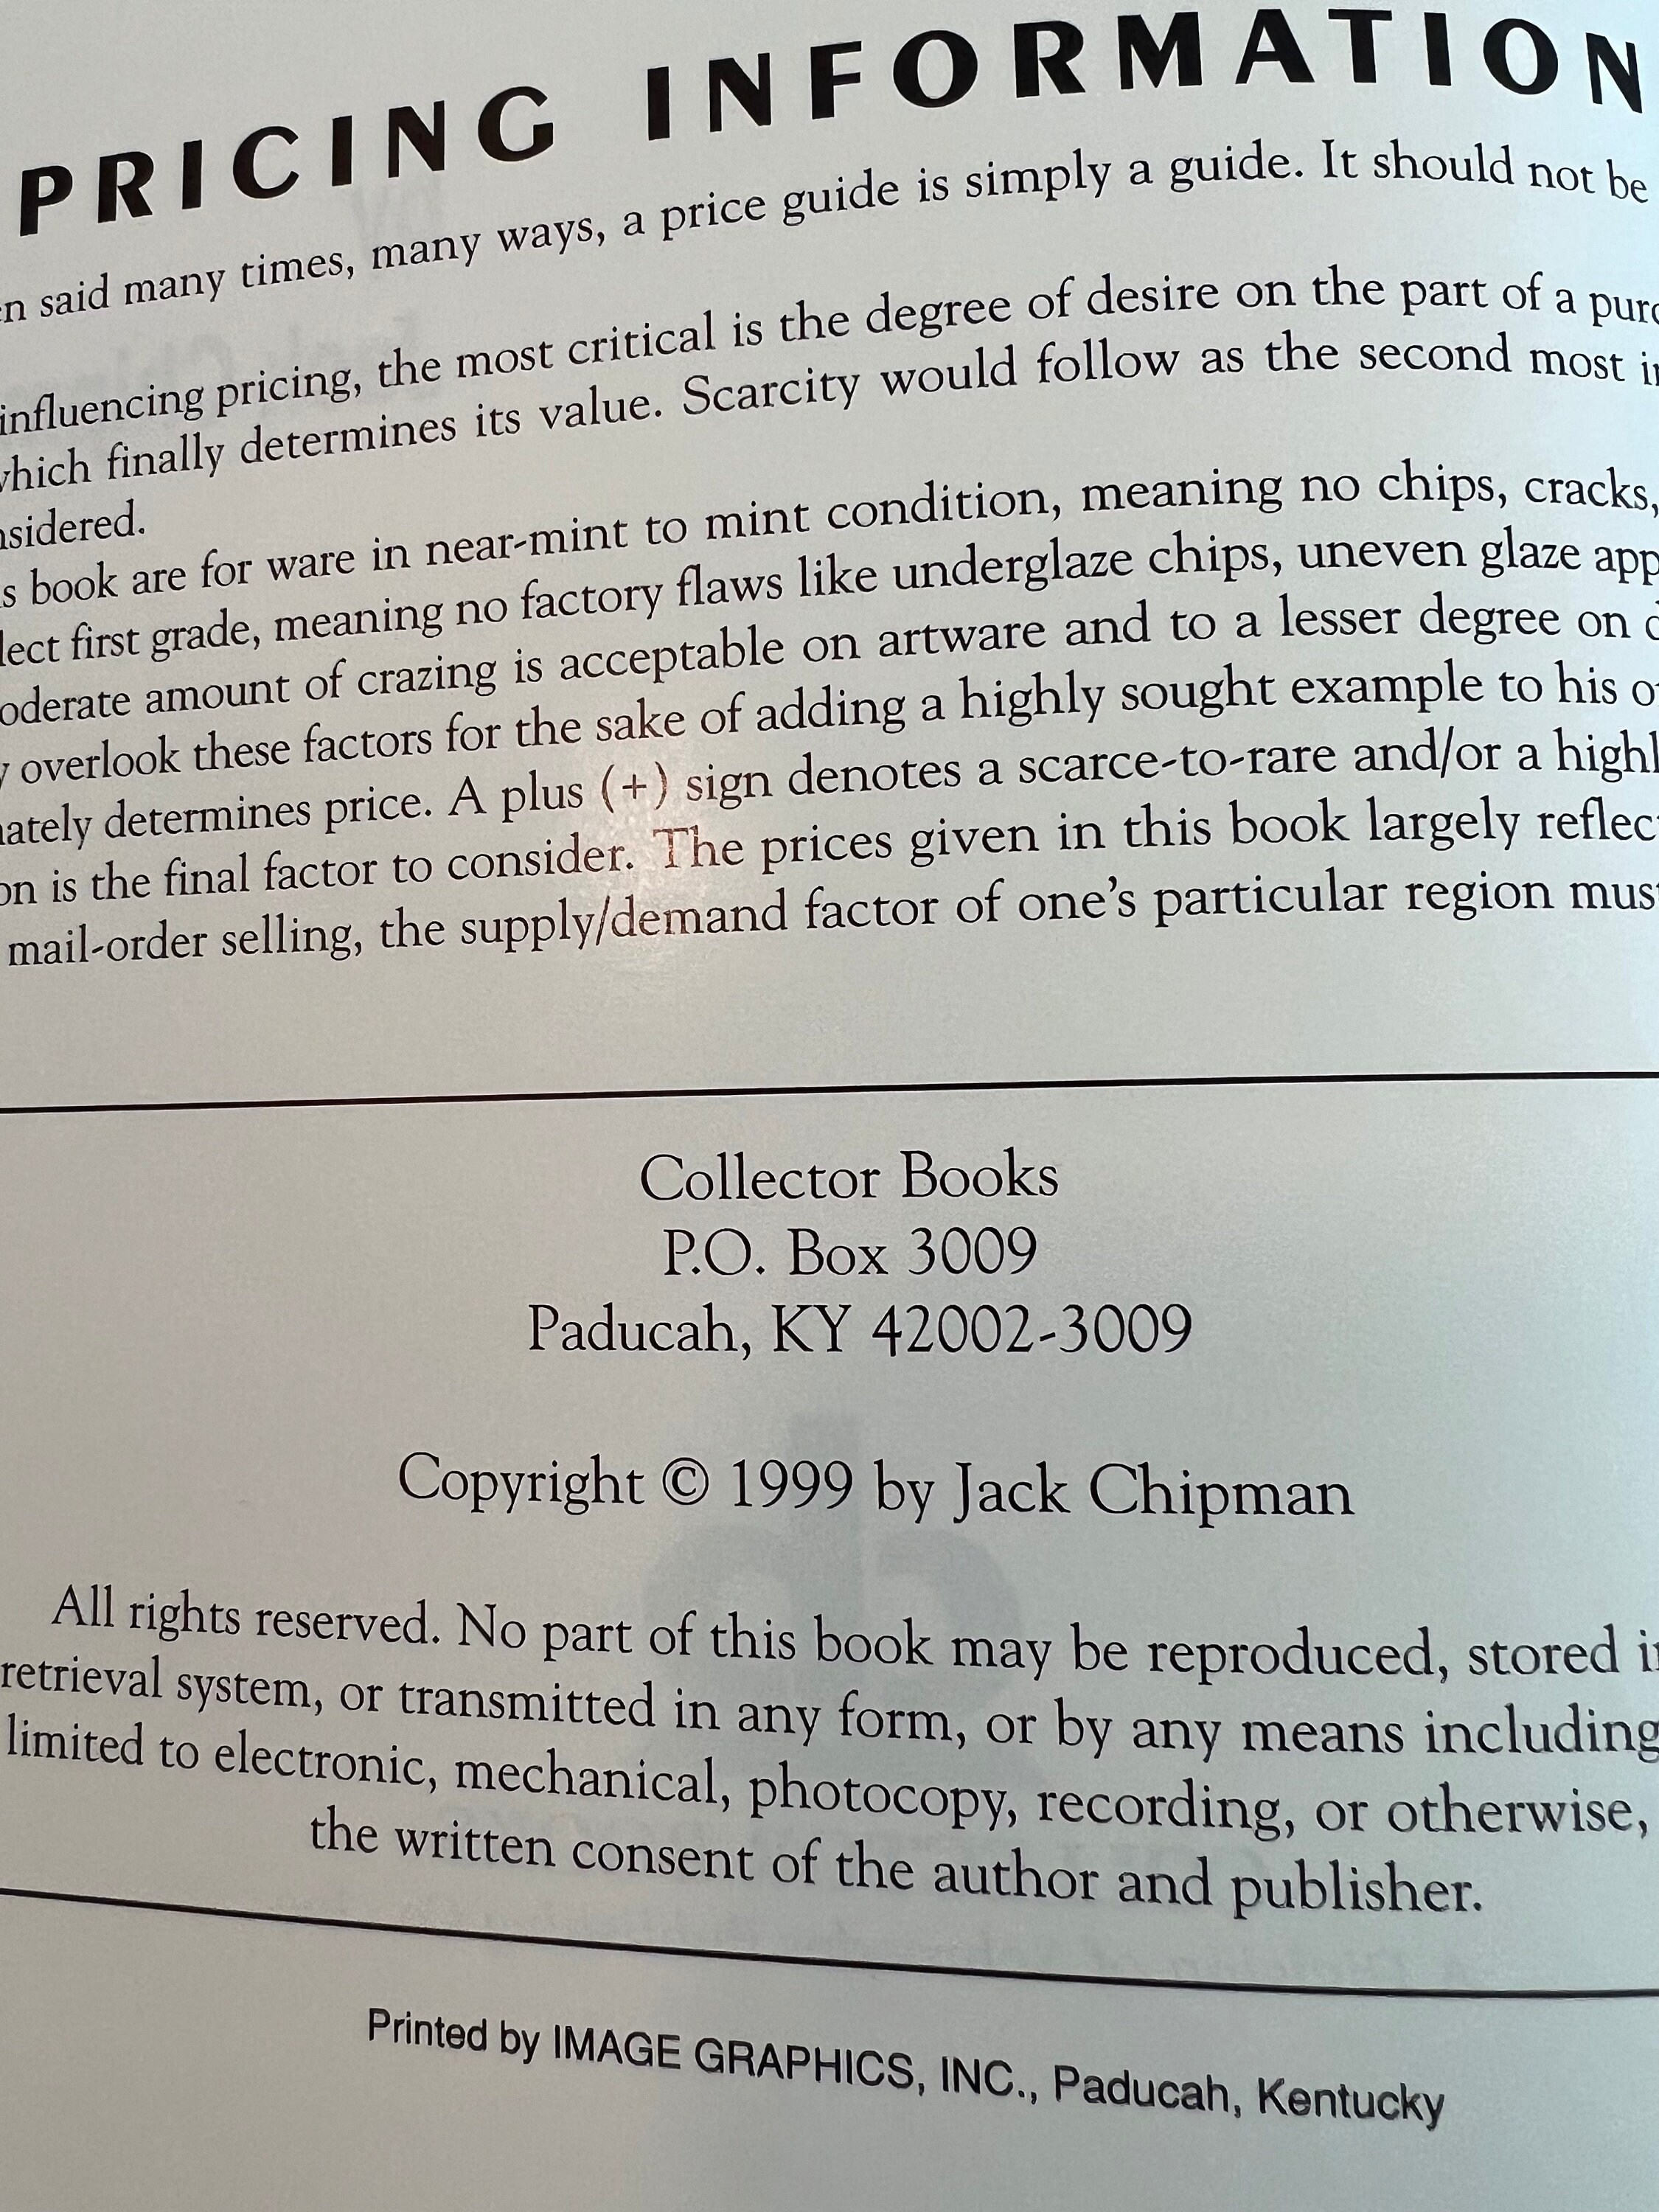 PRICING INFORMATION
said many times, many ways, a price guide is simply a guide. It should not be
influencing pricing, the most critical is the degree of desire on the part of a
which finally determines its value. Scarcity would follow as the second most
book are for ware in near-mint to mint condition, meaning no chips, cracks,
first grade, meaning no factory flaws like underglaze chips, uneven glaze
amount of crazing is acceptable on artware and to a lesser degree on
overlook these factors for the sake of adding a highly sought example to his
determines price. A plus (+) sign denotes a scarce-to-rare and/or a
is the final factor to consider. The prices given in this book largely
mail-order selling, the supply/demand factor of one's particular region
Collector Books
P.O. Box 3009
Paducah, KY 42002-3009
Copyright © 1999 by Jack Chipman
All rights reserved. No part of this book may be reproduced, stored
retrieval system, or transmitted in any form, or by any means including
limited to electronic, mechanical, photocopy, recording, or otherwise,
the written consent of the author and publisher.
Printed by IMAGE GRAPHICS, INC., Paducah, Kentucky